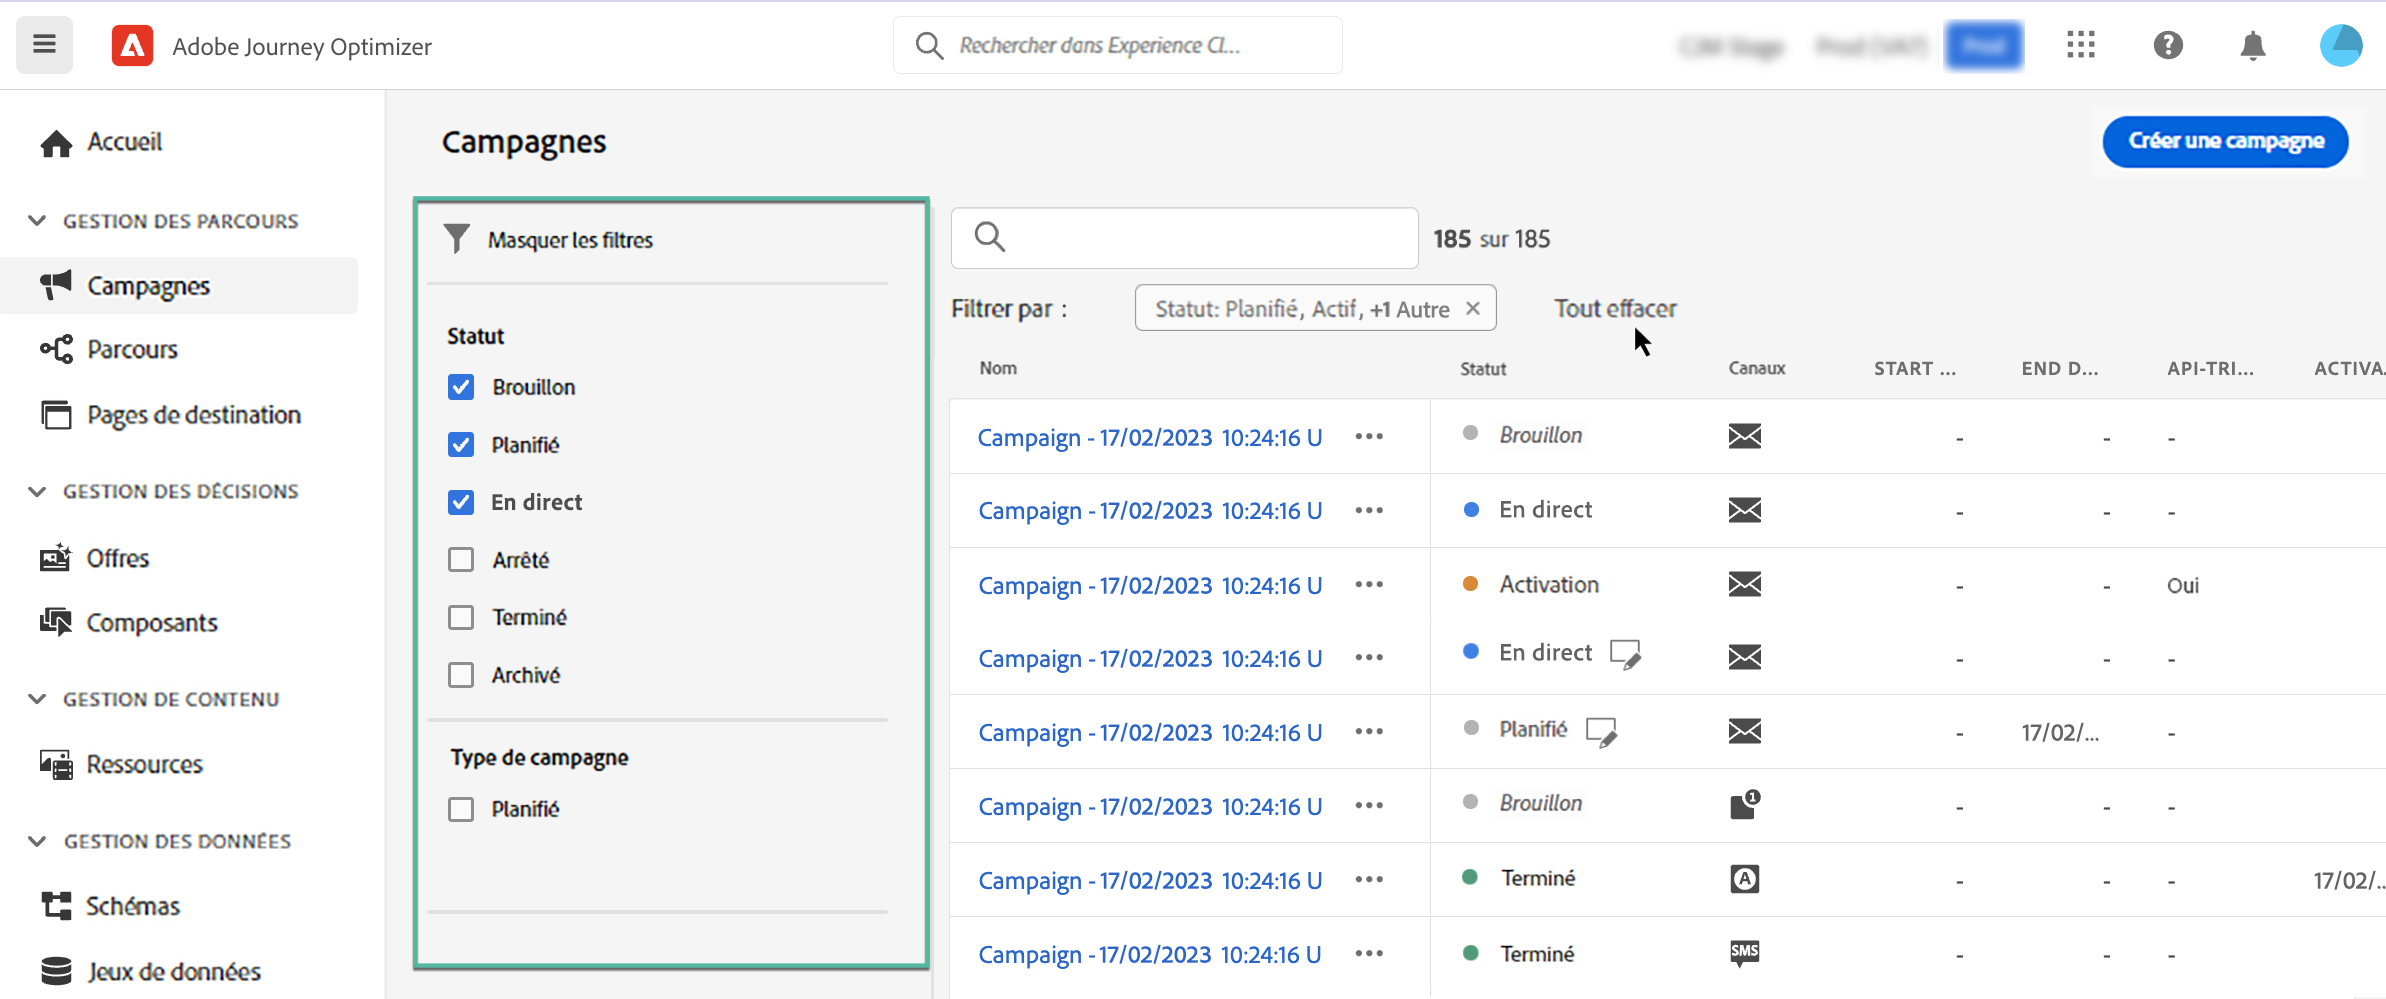 Adobe Journey Optimizer
Rechercher dans Experience Cl...
Accueil
GESTION DES PARCOURS
Campagnes
Parcours
Pages de destination
GESTION DES DÉCISIONS
Offres
Composants
GESTION DE CONTENU
Ressources
GESTION DES DONNÉES
Schémas
Jeux de données
Campagnes
Créer une campagne
Masquer les filtres
Statut
Brouillon
Planifié
En direct
Arrêté
Terminé
Archivé
Type de campagne
Planifié
185 sur 185
Filtrer par : Statut: Planifié, Actif, +1 Autre Tout effacer
Nom Statut Canaux START ... END D... API-TRI... ACTIVA.
Campaign - 17/02/2023 10:24:16 U ••• Brouillon - - -
Campaign - 17/02/2023 10:24:16 U ••• En direct - - -
Campaign - 17/02/2023 10:24:16 U ••• Activation - - Oui
Campaign - 17/02/2023 10:24:16 U ••• En direct - - -
Campaign - 17/02/2023 10:24:16 U ••• Planifié - 17/02/... -
Campaign - 17/02/2023 10:24:16 U ••• Brouillon 1 - - -
Campaign - 17/02/2023 10:24:16 U ••• Terminé A - - - 17/02/..
Campaign - 17/02/2023 10:24:16 U ••• Terminé SMS - - -